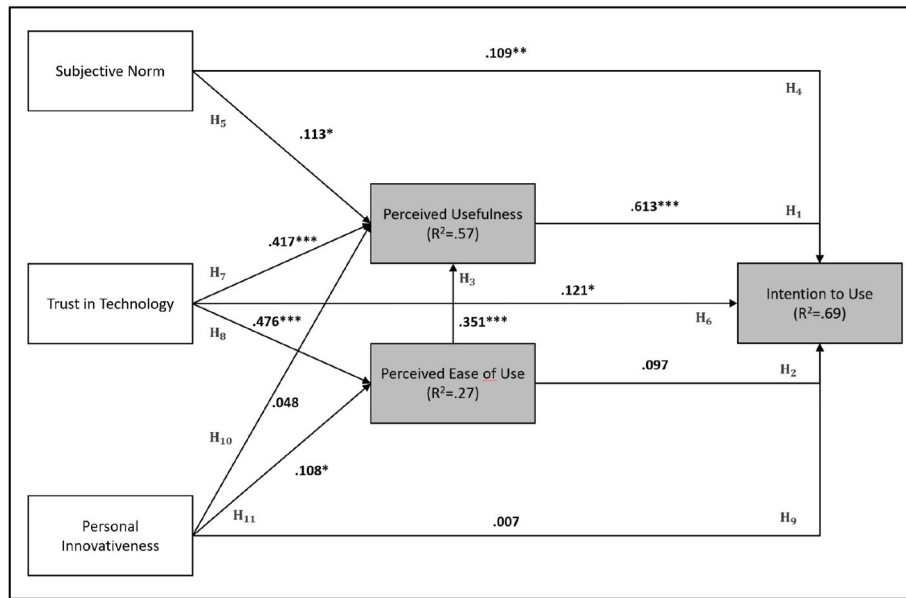 .109**
Subjective Norm
H₄
H₅
.113*
Perceived Usefulness
(R²=.57)
.613***
H₁
.417***
H₇
H₃
Trust in Technology
.121*
Intention to Use
(R²=.69)
H₆
.476***
H₈
.351***
Perceived Ease of Use
(R²=.27)
.097
H₂
.048
H₁₀
.108*
H₁₁
Personal
Innovativeness
.007
H₉